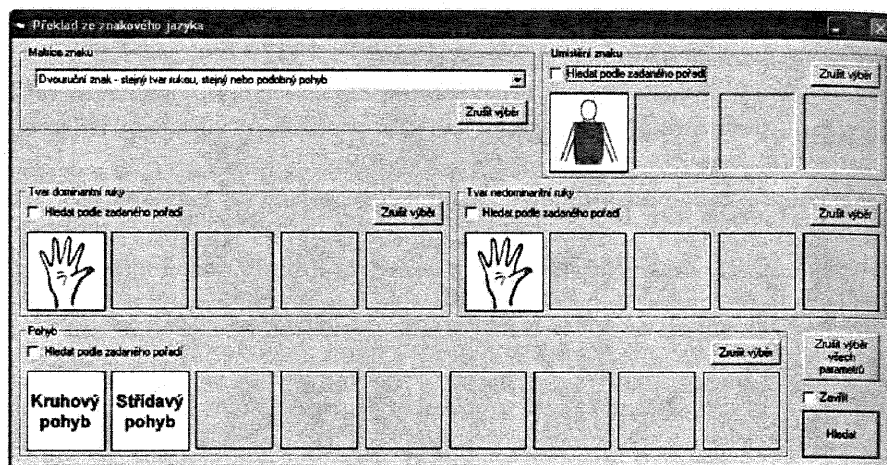 Překlad ze znakového jazyka
Matrice znaku
Dvouruční znak - stejný tvar rukou, stejný nebo podobný pohyb
Zrušit výběr
Umístění znaku
Hledat podle zadaného pořadí
Zrušit výběr
Tvar dominantní ruky
Hledat podle zadaného pořadí
Zrušit výběr
Tvar nedominantní ruky
Hledat podle zadaného pořadí
Zrušit výběr
Pohyb
Hledat podle zadaného pořadí
Zrušit výběr
Kruhový
pohyb
Střídavý
pohyb
Zrušit výběr
všech
parametrů
Zavřít
Hledat